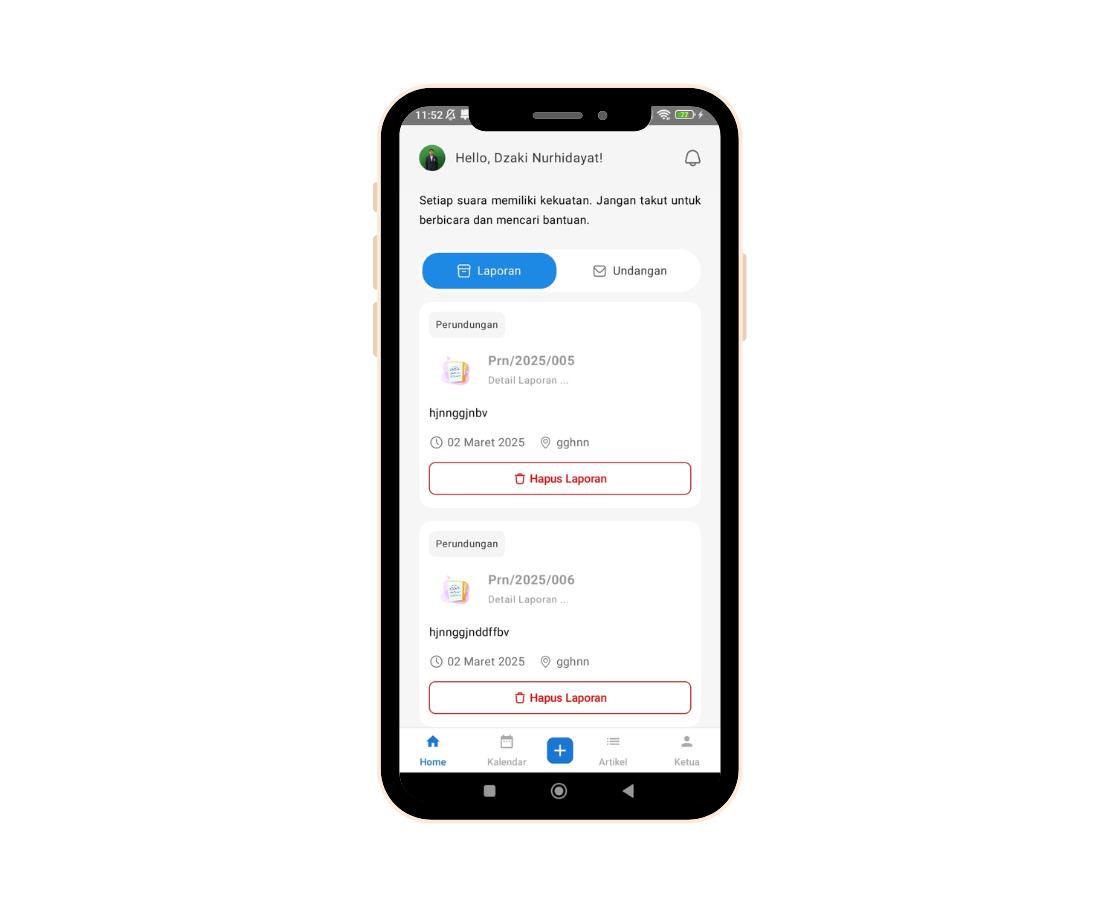 11:52
77
Hello, Dzaki Nurhidayat!
Setiap suara memiliki kekuatan. Jangan takut untuk
berbicara dan mencari bantuan.
Laporan
Undangan
Perundungan
Prn/2025/005
Detail Laporan ...
hjnnggjnbv
02 Maret 2025
gghnn
Hapus Laporan
Perundungan
Prn/2025/006
Detail Laporan ...
hjnnggjnddffbv
02 Maret 2025
gghnn
Hapus Laporan
Home
Kalendar
Artikel
Ketua